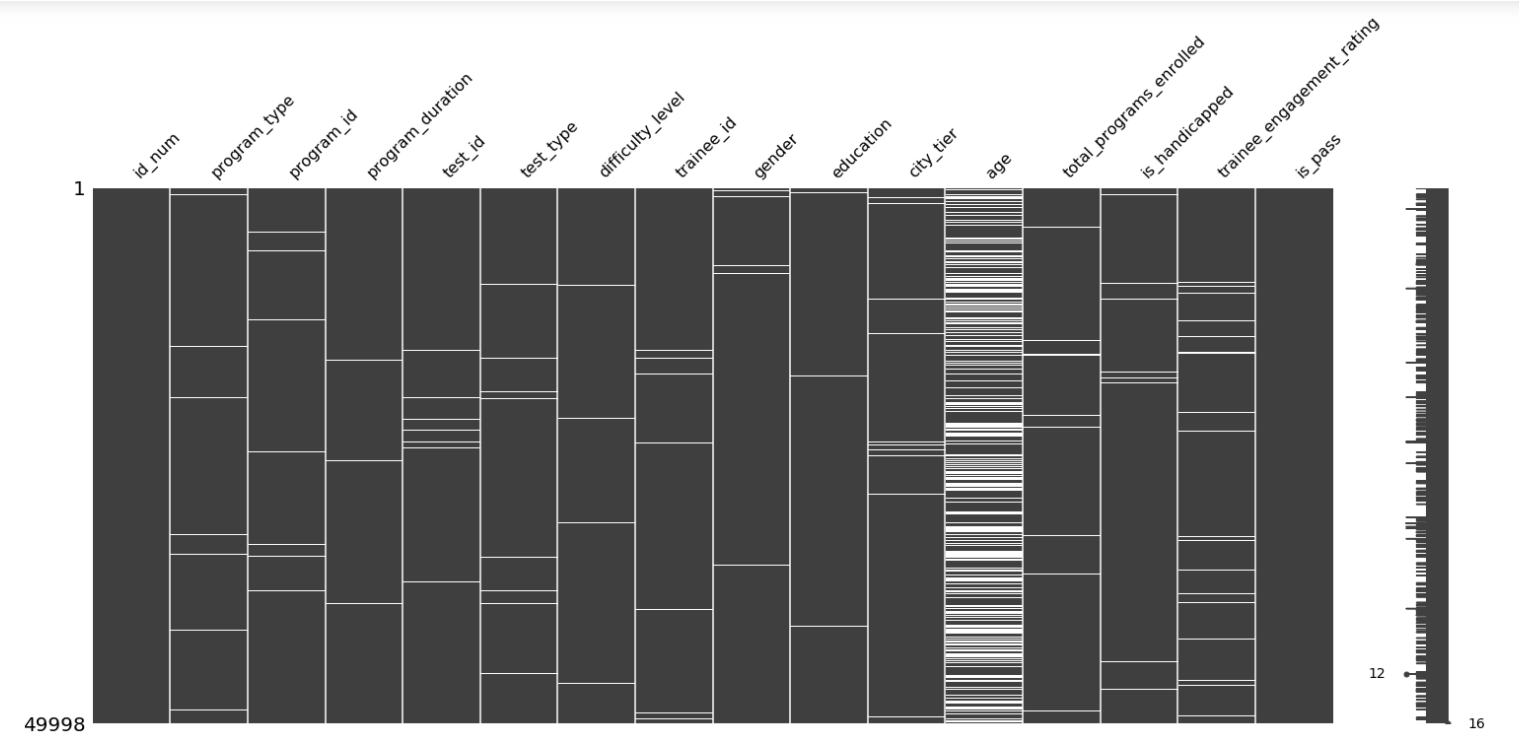 id_num
program_type
program_id
program_duration
test_id
test_type
difficulty_level
trainee_id
gender
education
city_tier
age
total_programs_enrolled
is_handicapped
trainee_engagement_rating
is_pass
1
49998
12
16